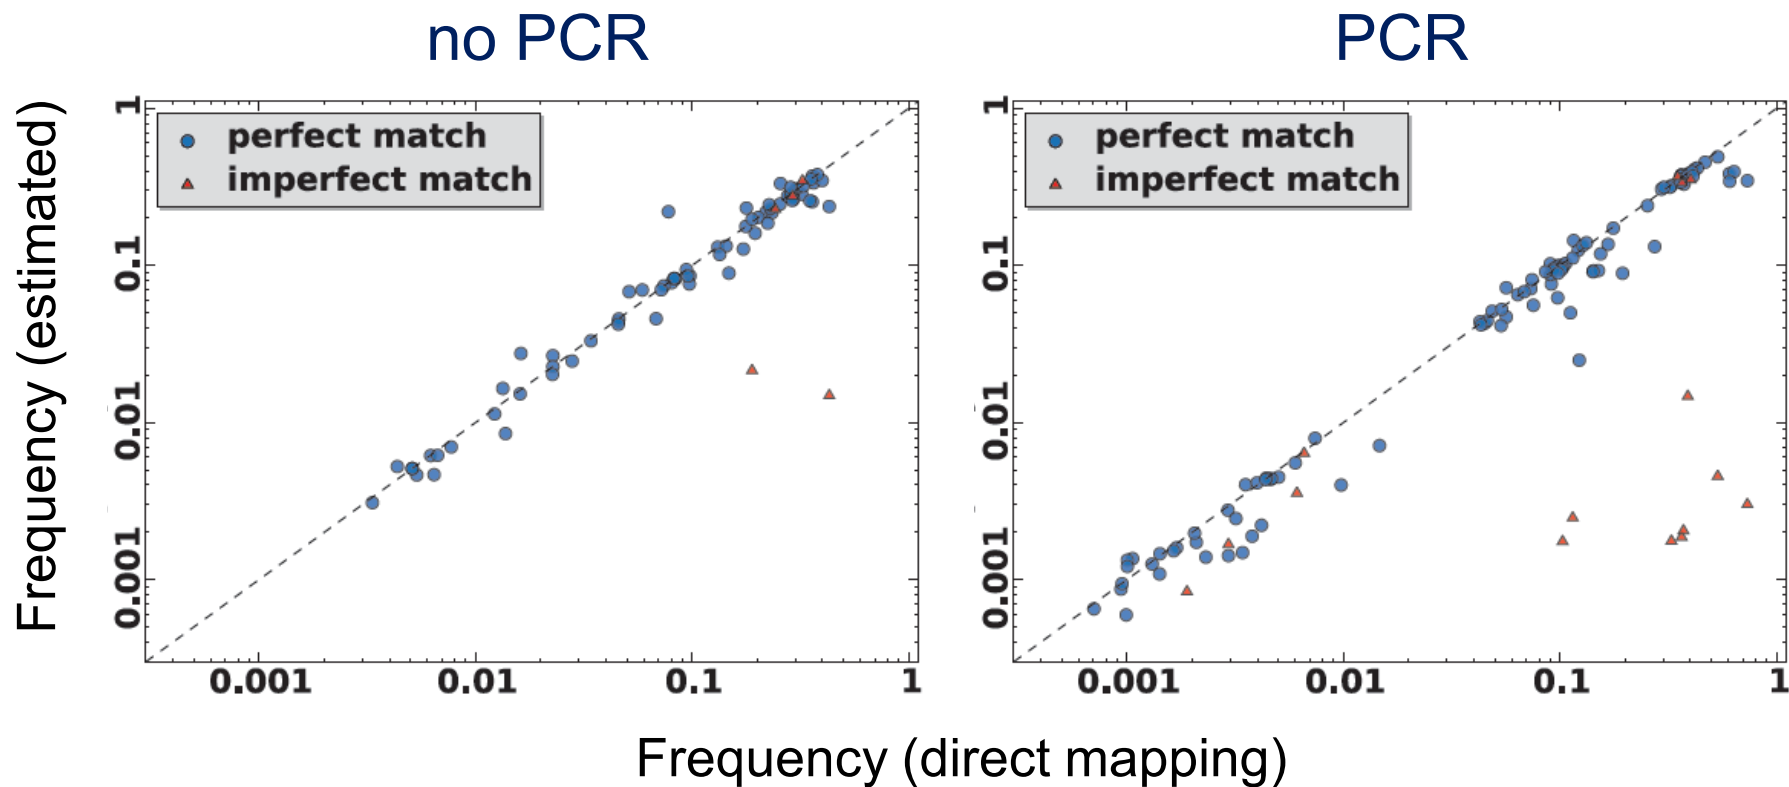 no PCR
PCR
Frequency (estimated)
1
0.1
0.01
0.001
perfect match
imperfect match
0.001
0.01
0.1
1
1
0.1
0.01
0.001
perfect match
imperfect match
0.001
0.01
0.1
1
Frequency (direct mapping)